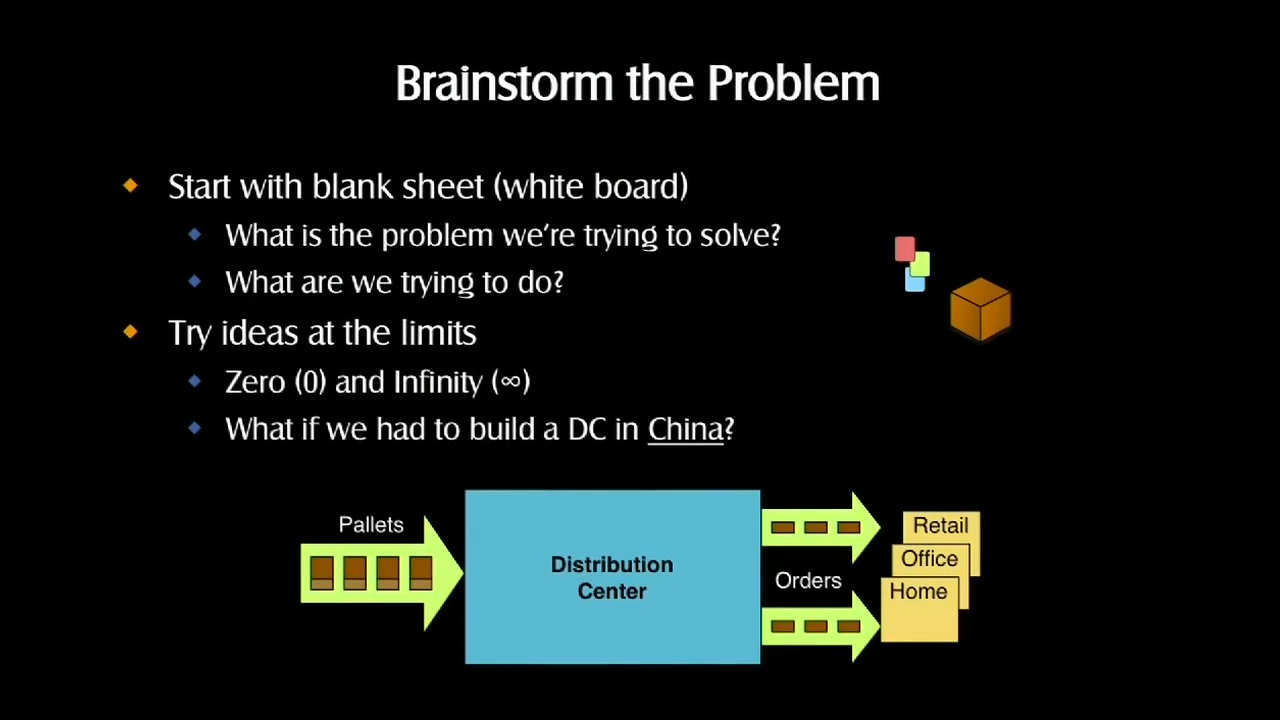 Brainstorm the Problem
Start with blank sheet (white board)
What is the problem we're trying to solve?
What are we trying to do?
Try ideas at the limits
Zero (0) and Infinity (∞)
What if we had to build a DC in China?
Pallets
Distribution
Center
Orders
Retail
Office
Home